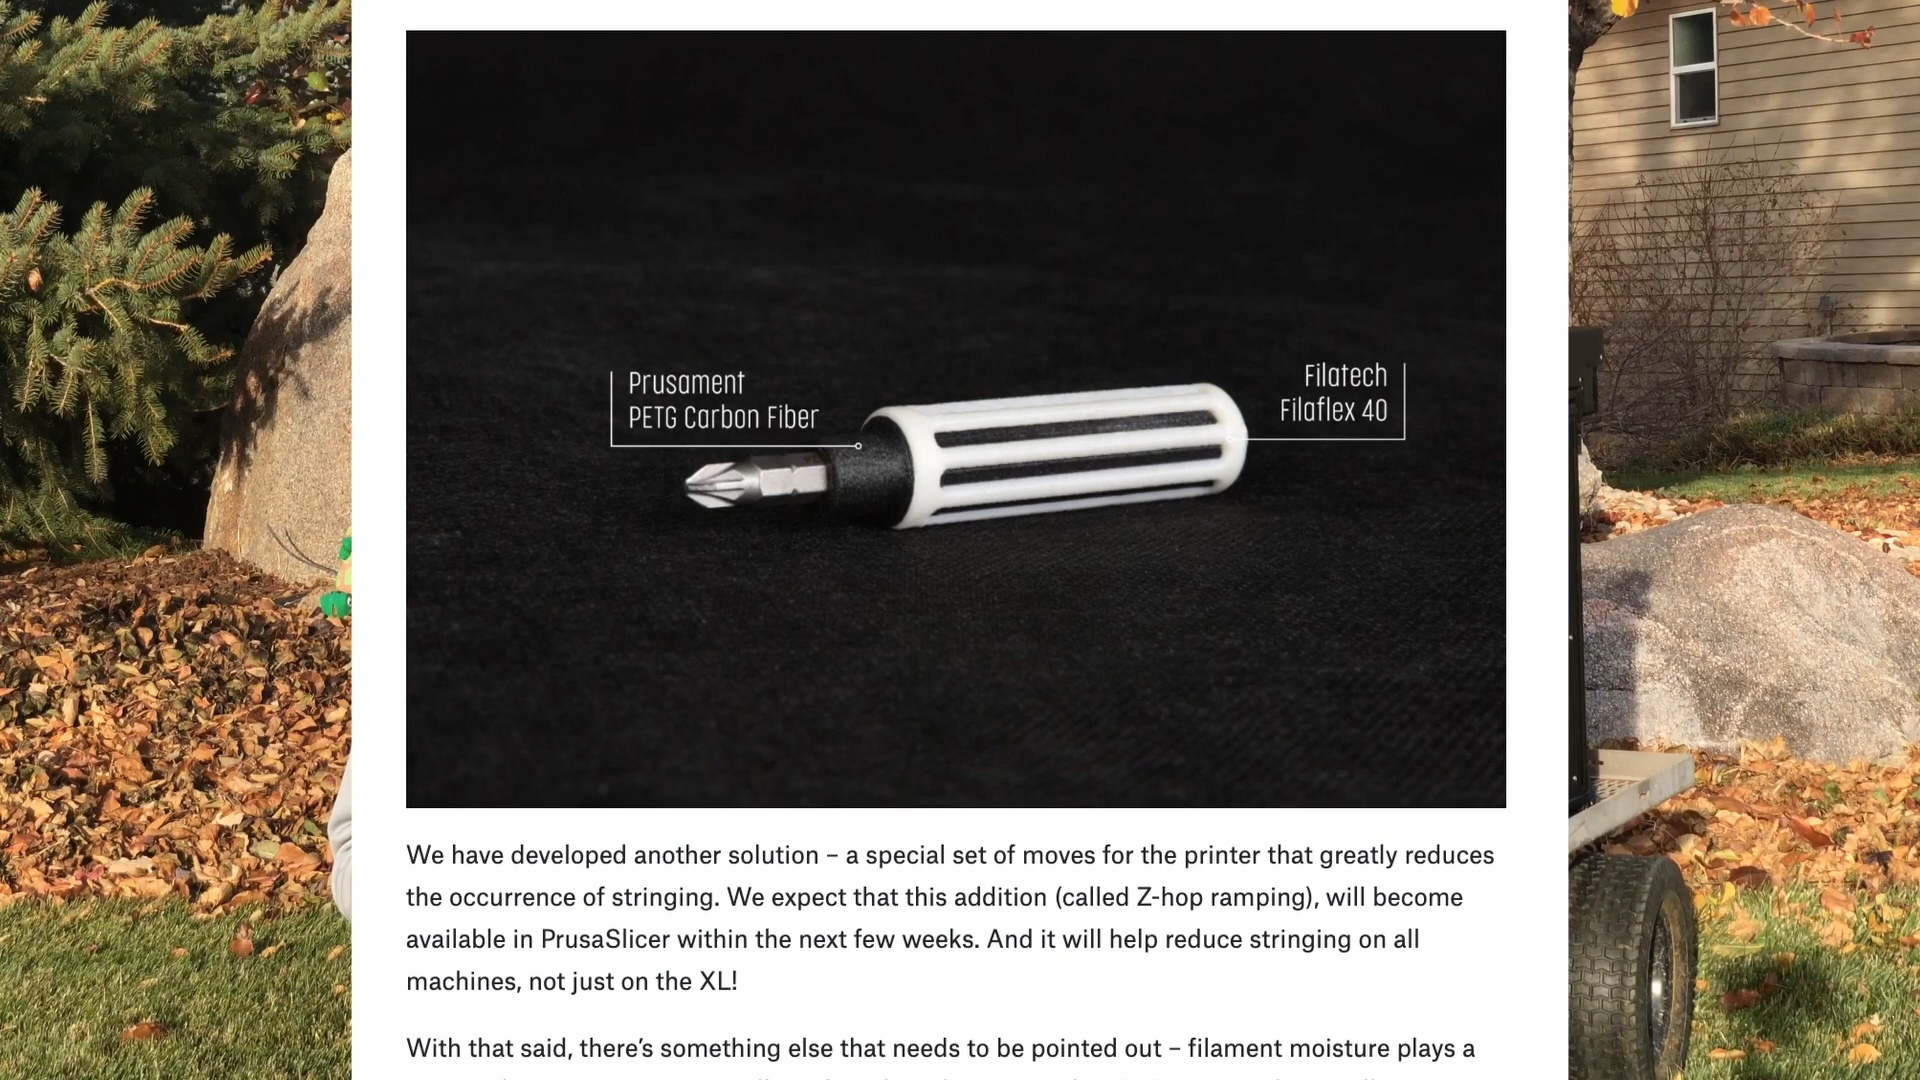 Prusament
PETG Carbon Fiber
Filatech
Filaflex 40
We have developed another solution – a special set of moves for the printer that greatly reduces
the occurrence of stringing. We expect that this addition (called Z-hop ramping), will become
available in PrusaSlicer within the next few weeks. And it will help reduce stringing on all
machines, not just on the XL!
With that said, there’s something else that needs to be pointed out – filament moisture plays a